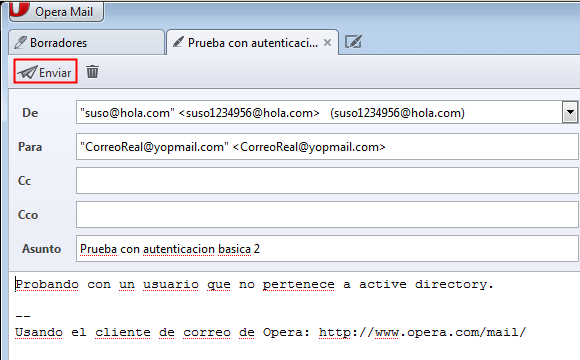 Opera Mail
Borradores
Prueba con autenticaci...
Enviar
De "suso@hola.com" <suso1234956@hola.com> (suso1234956@hola.com)
Para "CorreoReal@yopmail.com" <CorreoReal@yopmail.com>
Cc
Cco
Asunto Prueba con autenticacion basica 2
Probando con un usuario que no pertenece a active directory.
--
Usando el cliente de correo de Opera: http://www.opera.com/mail/